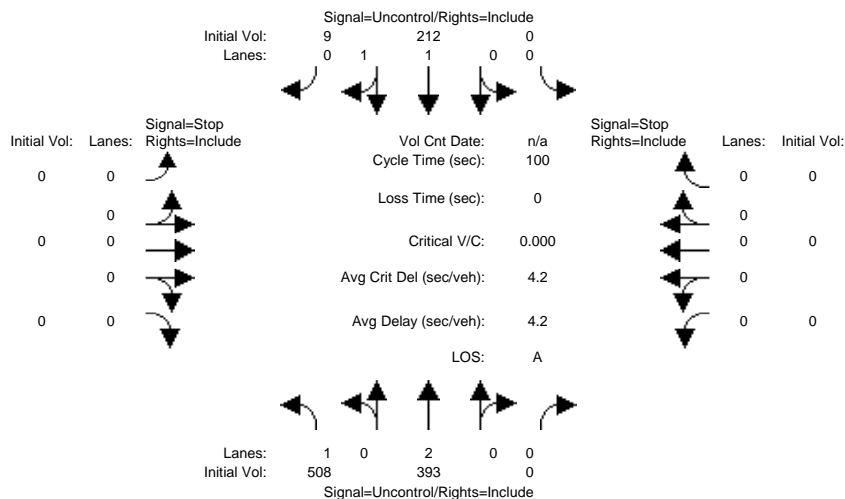 Signal=Uncontrol/Rights=Include
Initial Vol: 9 212 0
Lanes: 0 1 1 0 0
Signal=Stop Signal=Stop
Initial Vol: Lanes: Rights=Include Vol Cnt Date: n/a Rights=Include Lanes: Initial Vol:
Cycle Time (sec): 100
0 0 0 0
Loss Time (sec): 0
0 0
0 0 Critical V/C: 0.000 0 0
0 Avg Crit Del (sec/veh): 4.2 0
0 0 Avg Delay (sec/veh): 4.2 0 0
LOS: A
Lanes: 1 0 2 0 0
Initial Vol: 508 393 0
Signal=Uncontrol/Rights=Include